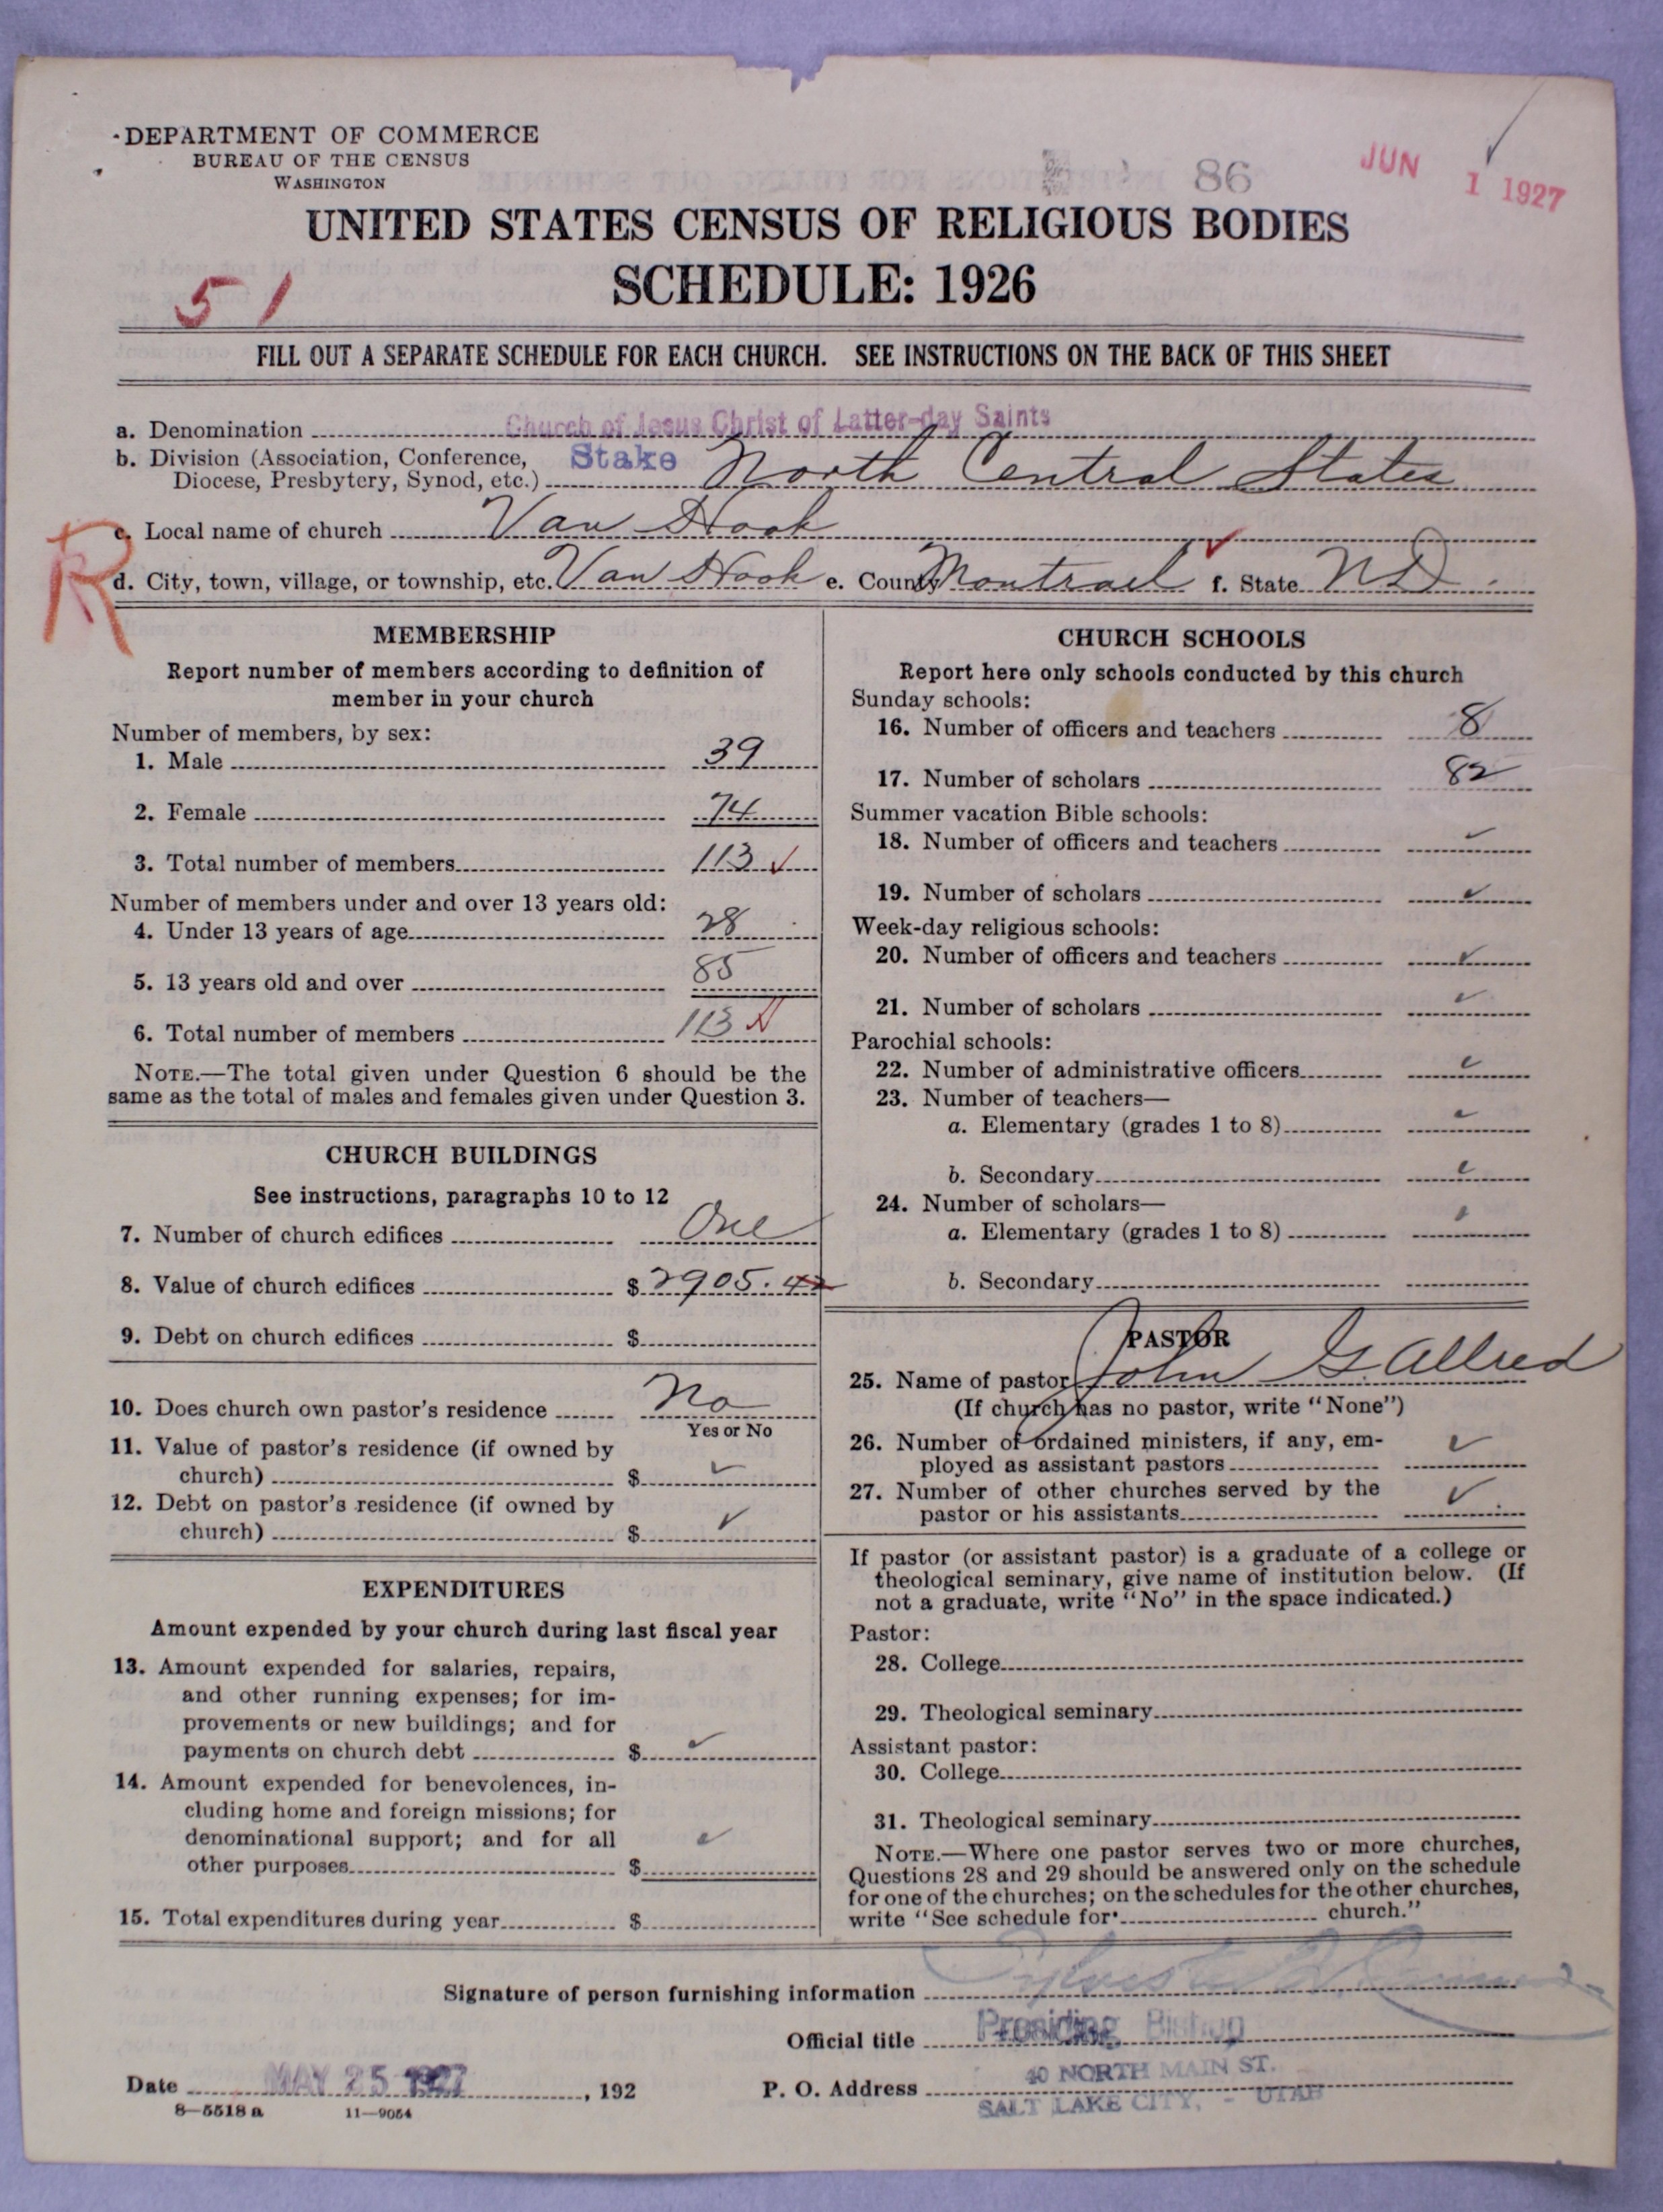 DEPARTMENT OF COMMERCE
BUREAU OF THE CENSUS
WASHINGTON
86
JUN 1 1927
UNITED STATES CENSUS OF RELIGIOUS BODIES
SCHEDULE: 1926
51
FILL OUT A SEPARATE SCHEDULE FOR EACH CHURCH. SEE INSTRUCTIONS ON THE BACK OF THIS SHEET
a. Denomination Church of Jesus Christ of Latter-day Saints
b. Division (Association, Conference, Diocese, Presbytery, Synod, etc.) Stake North Central States
c. Local name of church Van Hook
R
d. City, town, village, or township, etc. Van Hook e. County Montrael f. State N.D.
MEMBERSHIP
Report number of members according to definition of
member in your church
Number of members, by sex:
1. Male 39
2. Female 74
3. Total number of members 113 ✓
Number of members under and over 13 years old:
4. Under 13 years of age 28
5. 13 years old and over 85
6. Total number of members 113
NOTE.—The total given under Question 6 should be the
same as the total of males and females given under Question 3.
CHURCH BUILDINGS
See instructions, paragraphs 10 to 12
7. Number of church edifices One
8. Value of church edifices $ 2905.42
9. Debt on church edifices $
10. Does church own pastor's residence No
Yes or No
11. Value of pastor's residence (if owned by
church) $ ✓
12. Debt on pastor's residence (if owned by
church) $ ✓
EXPENDITURES
Amount expended by your church during last fiscal year
13. Amount expended for salaries, repairs,
and other running expenses; for im-
provements or new buildings; and for
payments on church debt $ ✓
14. Amount expended for benevolences, in-
cluding home and foreign missions; for
denominational support; and for all
other purposes $ ✓
15. Total expenditures during year $
CHURCH SCHOOLS
Report here only schools conducted by this church
Sunday schools:
16. Number of officers and teachers 8
17. Number of scholars 82
Summer vacation Bible schools:
18. Number of officers and teachers ✓
19. Number of scholars ✓
Week-day religious schools:
20. Number of officers and teachers ✓
21. Number of scholars ✓
Parochial schools:
22. Number of administrative officers ✓
23. Number of teachers—
a. Elementary (grades 1 to 8) ✓
b. Secondary ✓
24. Number of scholars—
a. Elementary (grades 1 to 8) ✓
b. Secondary
PASTOR
25. Name of pastor John G. Allred
(If church has no pastor, write "None")
26. Number of ordained ministers, if any, em-
ployed as assistant pastors ✓
27. Number of other churches served by the
pastor or his assistants ✓
If pastor (or assistant pastor) is a graduate of a college or
theological seminary, give name of institution below. (If
not a graduate, write "No" in the space indicated.)
Pastor:
28. College
29. Theological seminary
Assistant pastor:
30. College
31. Theological seminary
NOTE.—Where one pastor serves two or more churches,
Questions 28 and 29 should be answered only on the schedule
for one of the churches; on the schedules for the other churches,
write "See schedule for church."
Signature of person furnishing information
Official title Presiding Bishop
Date MAY 25 1927, 192
P. O. Address 40 NORTH MAIN ST.
SALT LAKE CITY, - UTAH
8—5518 a 11—9054